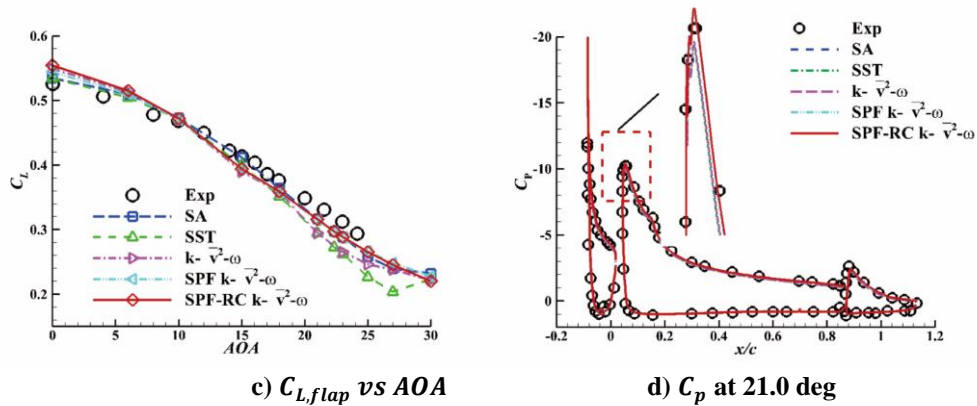 0.6
0.5
0.4
0.3
0.2
C_L
0 5 10 15 20 25 30
AOA
Exp
SA
SST
k- v̄²-ω
SPF k- v̄²-ω
SPF-RC k- v̄²-ω
c) C_{L,flap} vs AOA
-20
-15
-10
-5
0
C_P
-0.2 0 0.2 0.4 0.6 0.8 1 1.2
x/c
Exp
SA
SST
k- v̄²-ω
SPF k- v̄²-ω
SPF-RC k- v̄²-ω
d) C_p at 21.0 deg